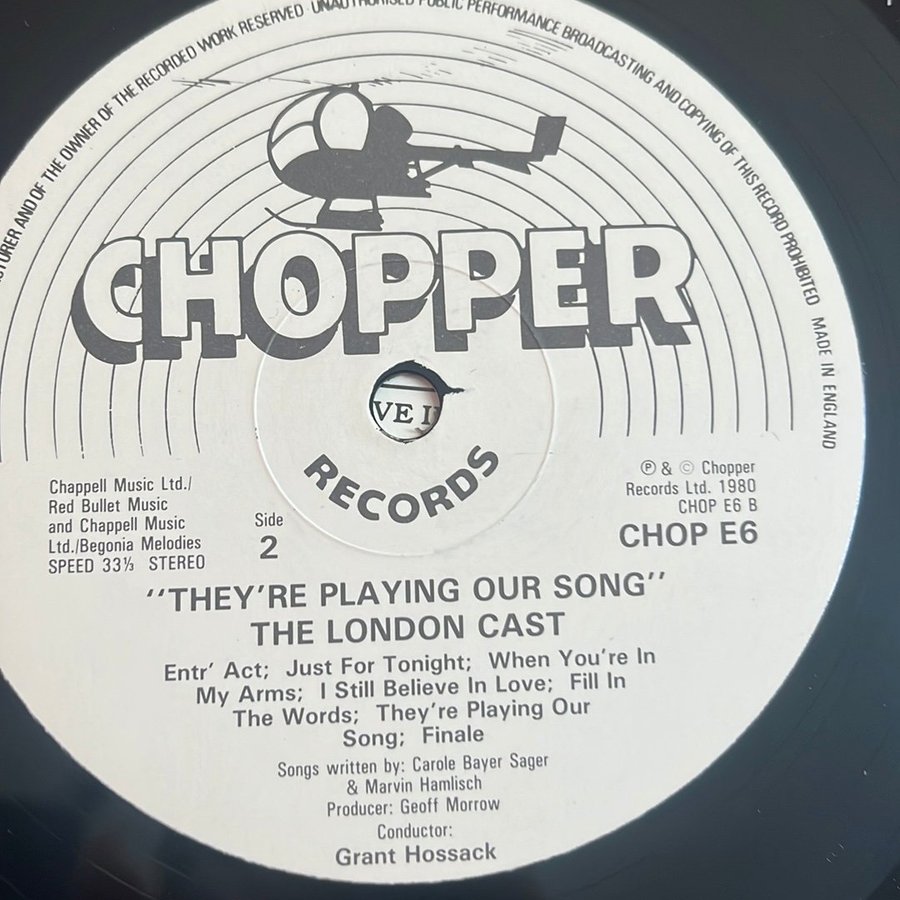 OF THE OWNER OF THE RECORDED WORK RESERVED · UNAUTHORISED PUBLIC PERFORMANCE BROADCASTING AND COPYING OF THIS RECORD PROHIBITED MADE IN ENGLAND
CHOPPER
VE
RECORDS
Chappell Music Ltd./
Red Bullet Music
and Chappell Music
Ltd./Begonia Melodies
SPEED 33⅓ STEREO
Side
2
Ⓟ & © Chopper
Records Ltd. 1980
CHOP E6 B
CHOP E6
"THEY'RE PLAYING OUR SONG"
THE LONDON CAST
Entr' Act; Just For Tonight; When You're In
My Arms; I Still Believe In Love; Fill In
The Words; They're Playing Our
Song; Finale
Songs written by: Carole Bayer Sager
& Marvin Hamlisch
Producer: Geoff Morrow
Conductor:
Grant Hossack